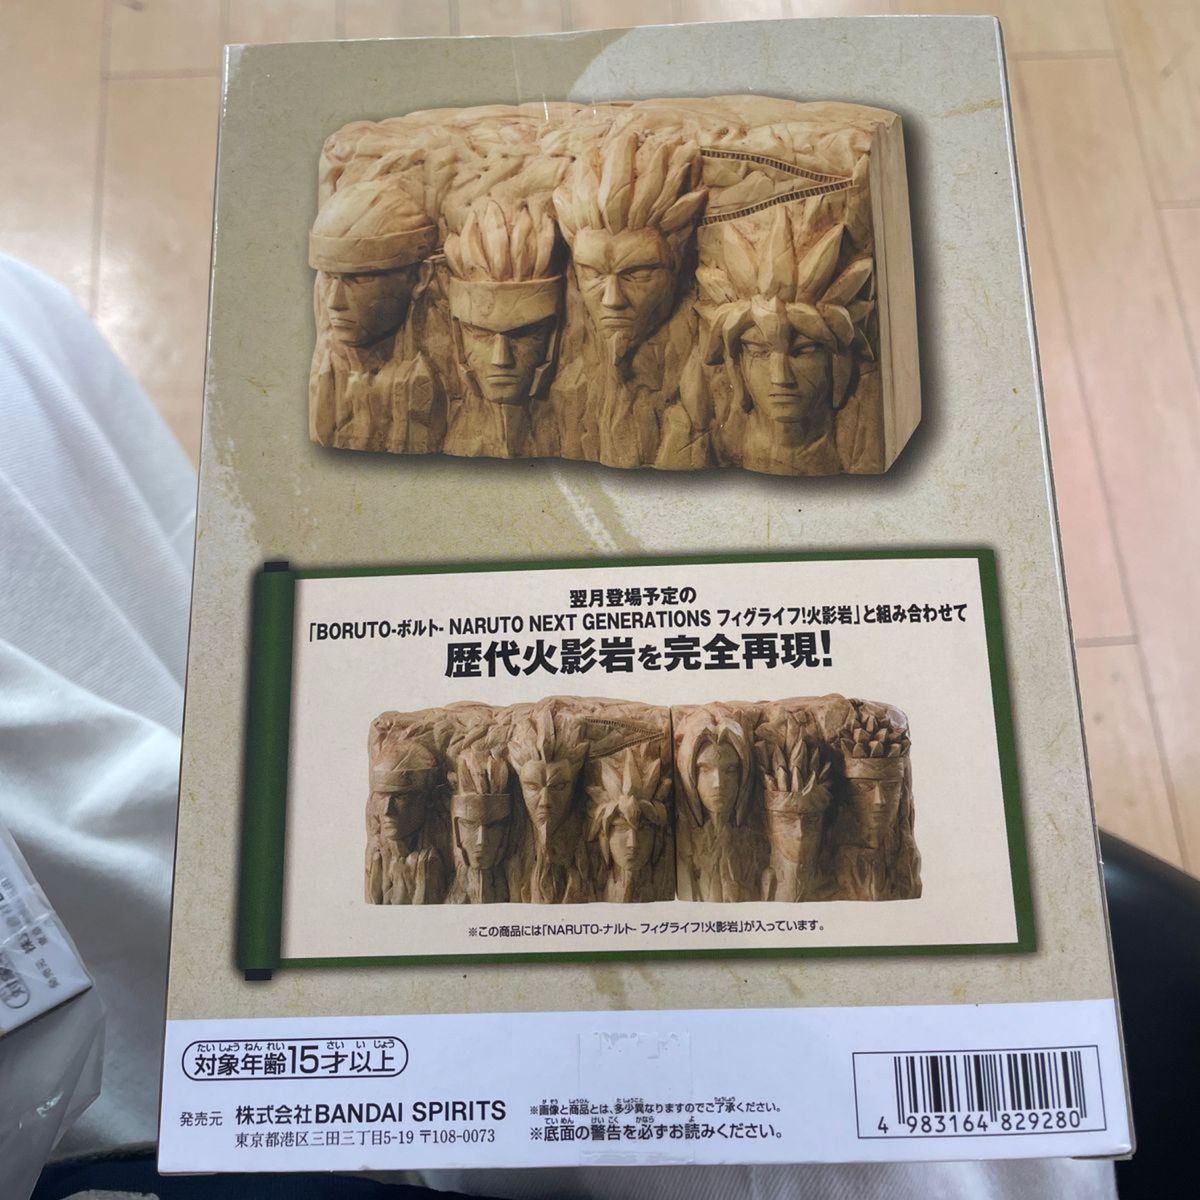 翌月登場予定の
「BORUTO-ボルト- NARUTO NEXT GENERATIONS フィグライフ!火影岩」と組み合わせて
歴代火影岩を完全再現!
※この商品には「NARUTO-ナルト- フィグライフ!火影岩」が入っています。
たいしょうねんれい さい いじょう
対象年齢15才以上
発売元 株式会社BANDAI SPIRITS
東京都港区三田三丁目5-19 〒108-0073
※画像と商品とは、多少異なりますのでご了承ください。
※底面の警告を必ずお読みください。
4 983164 829280